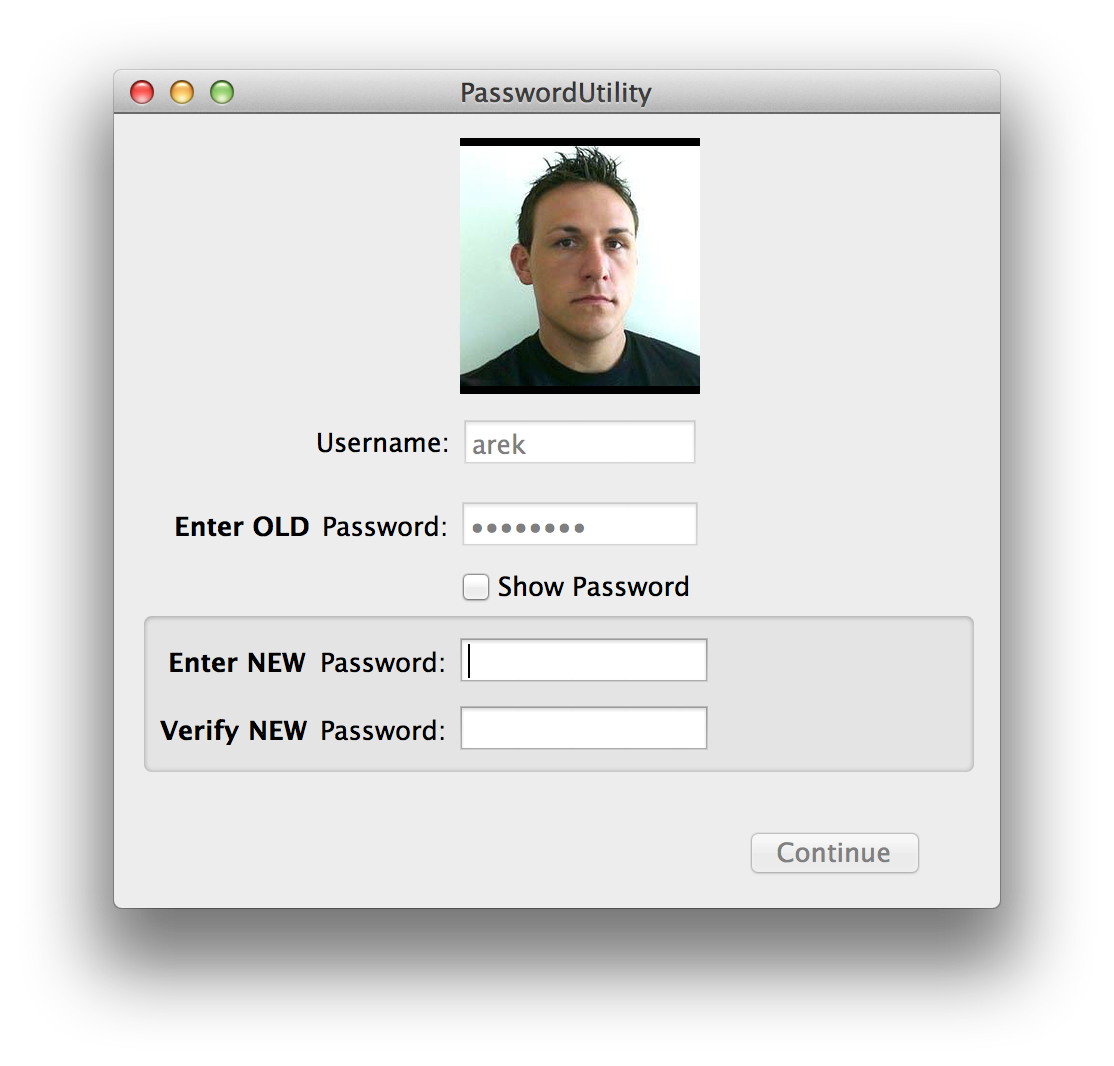 PasswordUtility
Username: arek
Enter OLD Password: ••••••••
Show Password
Enter NEW Password:
Verify NEW Password:
Continue